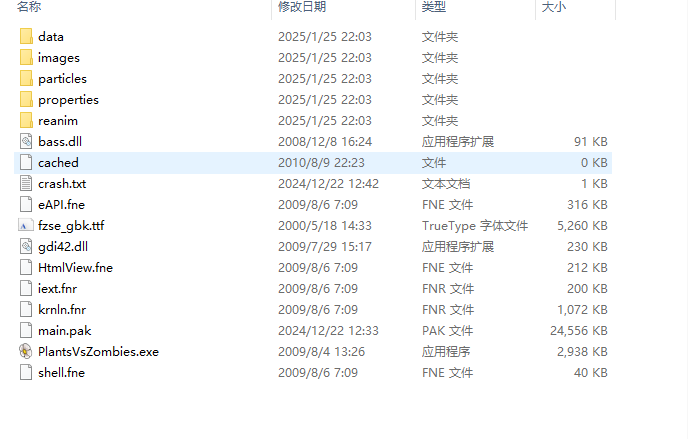 名称 修改日期 类型 大小
data 2025/1/25 22:03 文件夹
images 2025/1/25 22:03 文件夹
particles 2025/1/25 22:03 文件夹
properties 2025/1/25 22:03 文件夹
reanim 2025/1/25 22:03 文件夹
bass.dll 2008/12/8 16:24 应用程序扩展 91 KB
cached 2010/8/9 22:23 文件 0 KB
crash.txt 2024/12/22 12:42 文本文档 1 KB
eAPI.fne 2009/8/6 7:09 FNE 文件 316 KB
fzse_gbk.ttf 2000/5/18 14:33 TrueType 字体文件 5,260 KB
gdi42.dll 2009/7/29 15:17 应用程序扩展 230 KB
HtmlView.fne 2009/8/6 7:09 FNE 文件 212 KB
iext.fnr 2009/8/6 7:09 FNR 文件 200 KB
krnln.fnr 2009/8/6 7:09 FNR 文件 1,072 KB
main.pak 2024/12/22 12:33 PAK 文件 24,556 KB
PlantsVsZombies.exe 2009/8/4 13:26 应用程序 2,938 KB
shell.fne 2009/8/6 7:09 FNE 文件 40 KB